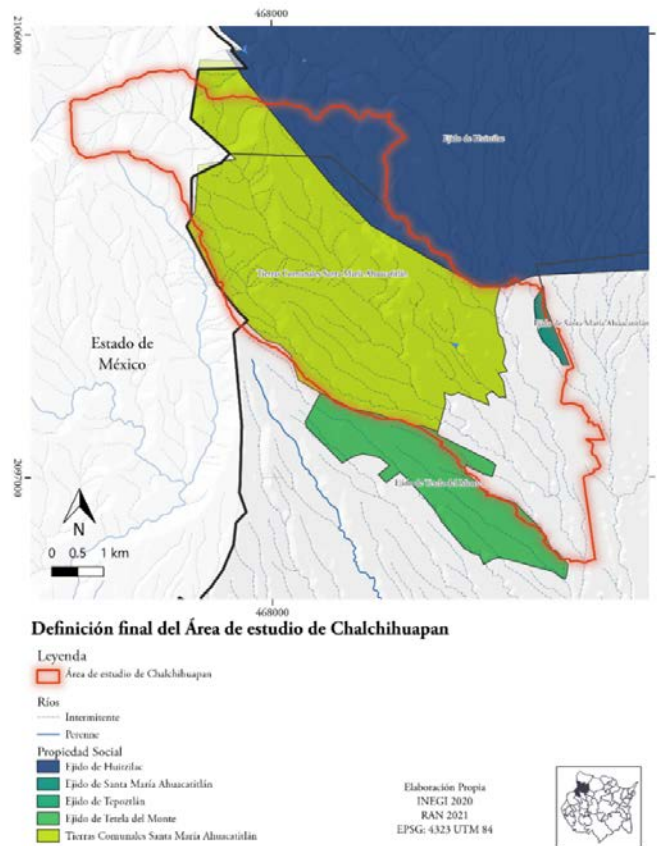 468000
2106000
Ejido de Huitzilac
Tierras Comunales Santa María Ahuacatitlán
Ejido de Santa María Ahuacatitlán
Estado de
México
2097000
Ejido de Tetela del Monte
N
0 0.5 1 km
468000
Definición final del Área de estudio de Chalchihuapan
Leyenda
Área de estudio de Chalchihuapan
Ríos
Intermitente
Perenne
Propiedad Social
Ejido de Huitzilac
Ejido de Santa María Ahuacatitlán
Ejido de Tepoztlán
Ejido de Tetela del Monte
Tierras Comunales Santa María Ahuacatitlán
Elaboración Propia
INEGI 2020
RAN 2021
EPSG: 4323 UTM 84